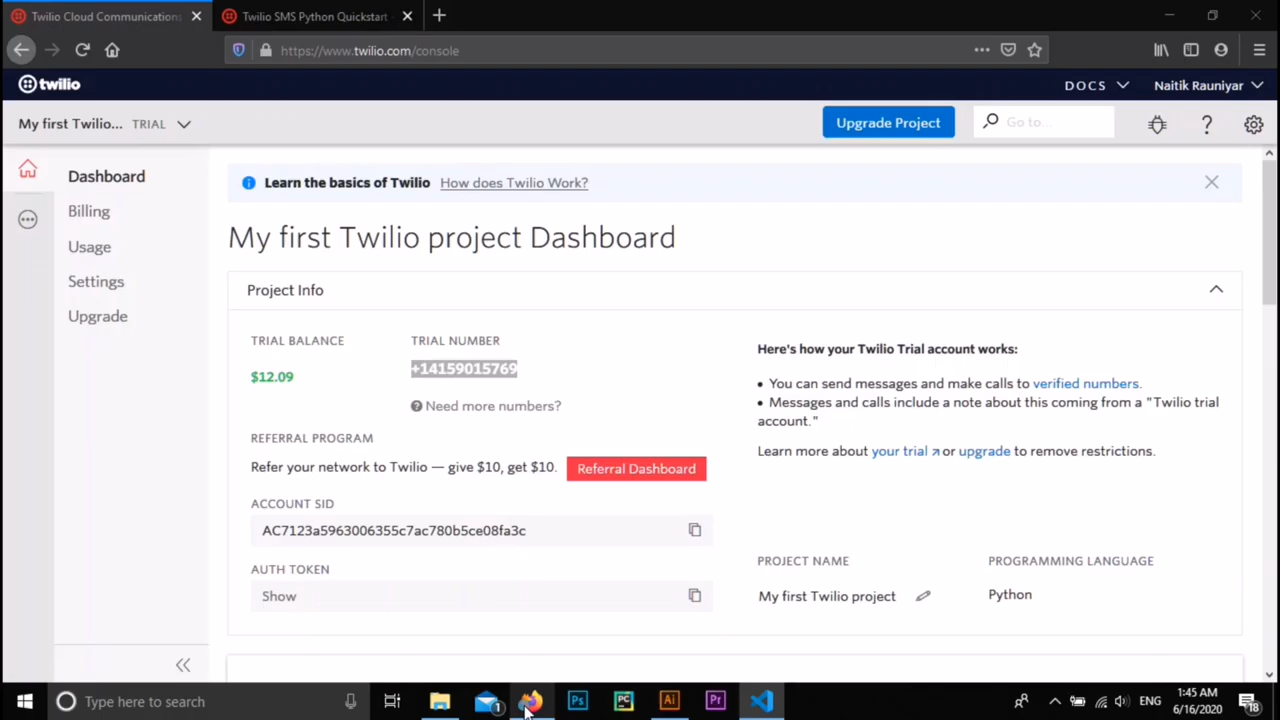 Twilio Cloud Communications
Twilio SMS Python Quickstart
https://www.twilio.com/console
twilio
DOCS
Naitik Rauniyar
My first Twilio...
TRIAL
Upgrade Project
Go to...
Dashboard
Billing
Usage
Settings
Upgrade
Learn the basics of Twilio How does Twilio Work?
My first Twilio project Dashboard
Project Info
TRIAL BALANCE
$12.09
TRIAL NUMBER
+14159015769
Need more numbers?
REFERRAL PROGRAM
Refer your network to Twilio — give $10, get $10.
Referral Dashboard
ACCOUNT SID
AC7123a5963006355c7ac780b5ce08fa3c
AUTH TOKEN
Show
Here's how your Twilio Trial account works:
• You can send messages and make calls to verified numbers.
• Messages and calls include a note about this coming from a "Twilio trial
account."
Learn more about your trial or upgrade to remove restrictions.
PROJECT NAME
My first Twilio project
PROGRAMMING LANGUAGE
Python
Type here to search
1
Ps
PC
Ai
Pr
ENG
1:45 AM
6/16/2020
18